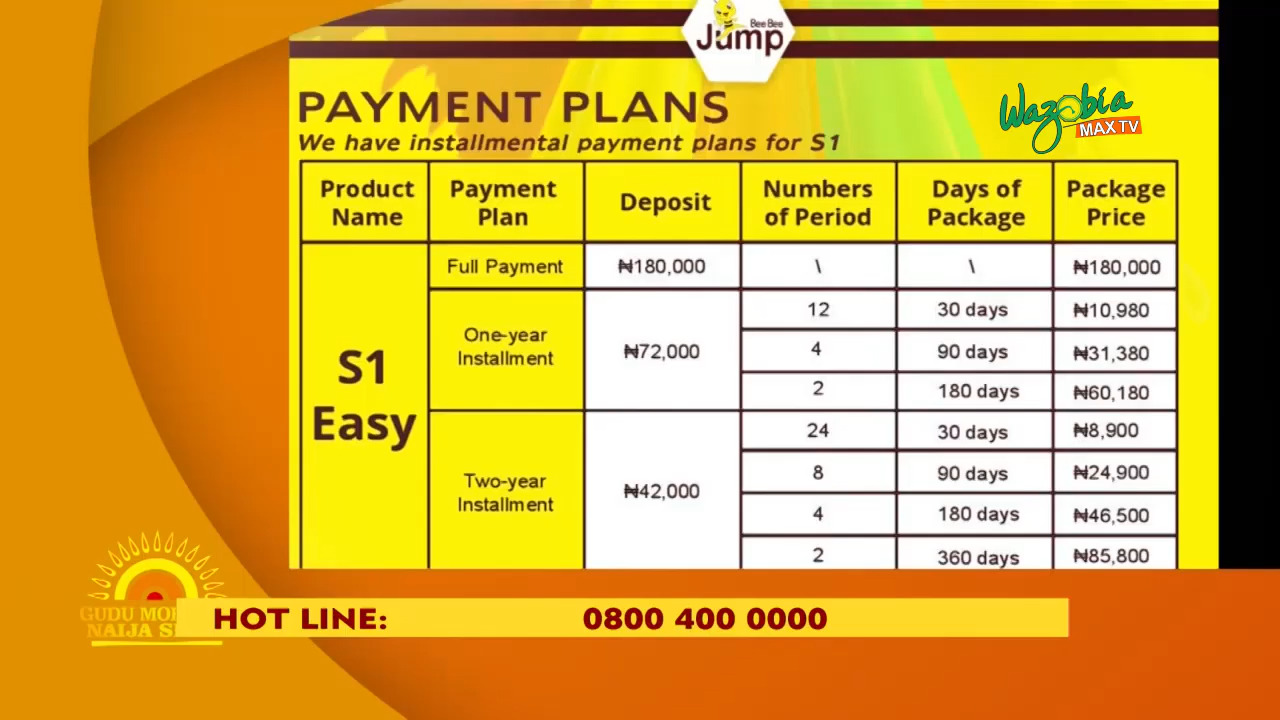 Bee Bee
Jump
Wazobia
MAX TV
PAYMENT PLANS
We have installmental payment plans for S1
Product Name Payment Plan Deposit Numbers of Period Days of Package Package Price
S1 Easy
Full Payment ₦180,000 \ \ ₦180,000
One-year Installment ₦72,000
12 30 days ₦10,980
4 90 days ₦31,380
2 180 days ₦60,180
Two-year Installment ₦42,000
24 30 days ₦8,900
8 90 days ₦24,900
4 180 days ₦46,500
2 360 days ₦85,800
GUDU MO
NAIJA S
HOT LINE: 0800 400 0000